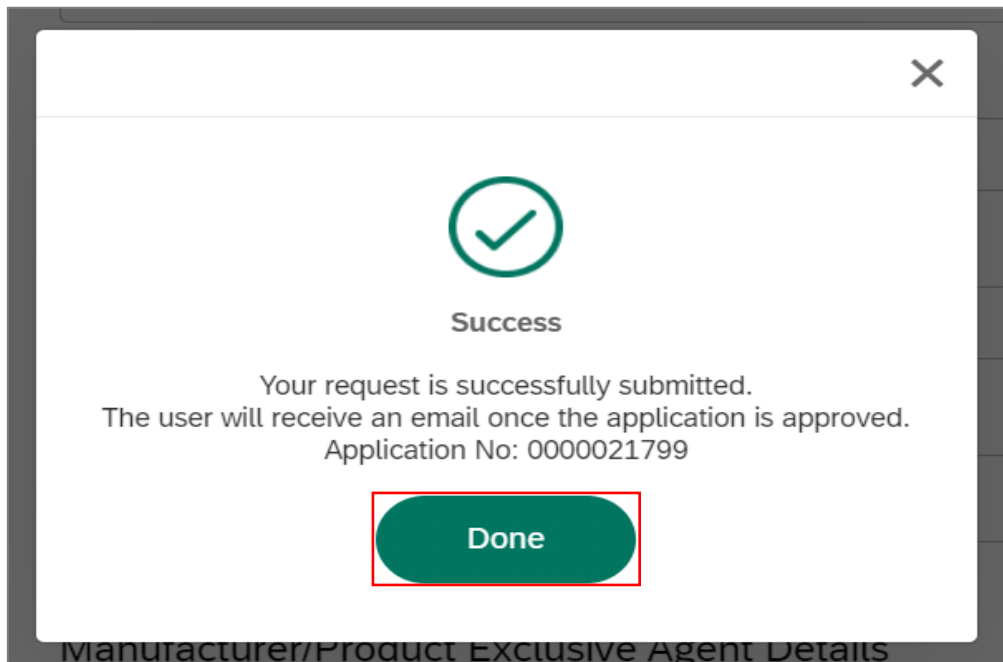 Success
Your request is successfully submitted.
The user will receive an email once the application is approved.
Application No: 0000021799
Done
Manufacturer/Product Exclusive Agent Details